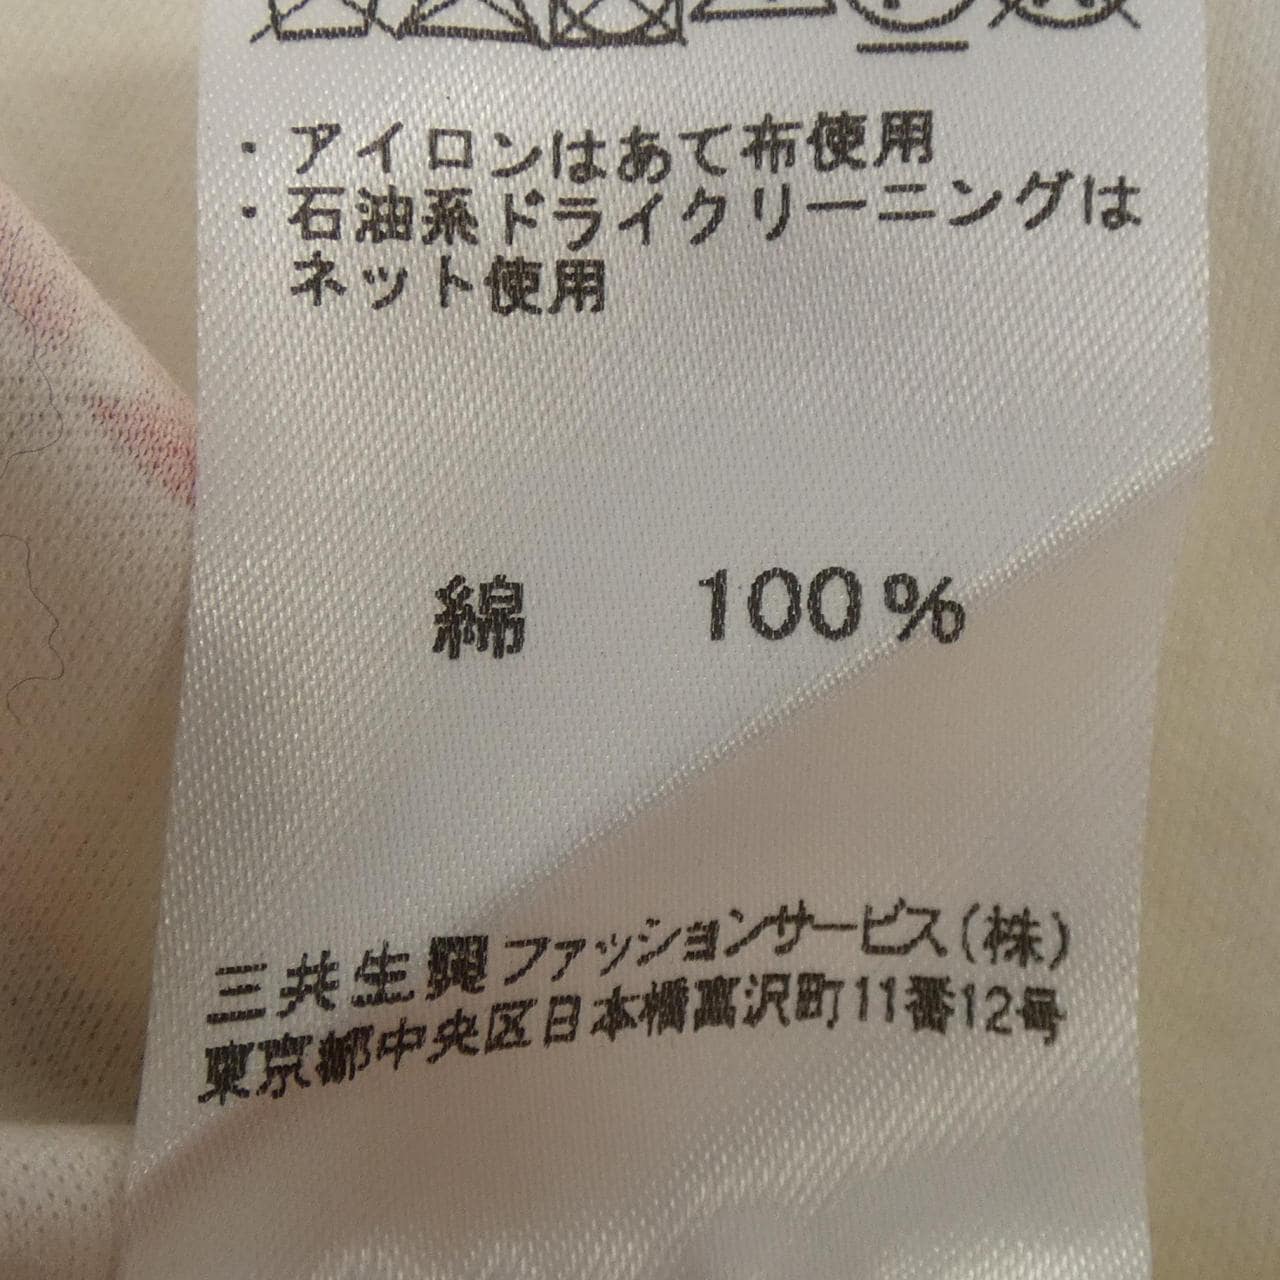 ・アイロンはあて布使用
・石油系ドライクリーニングは
ネット使用
綿 100%
三共生興ファッションサービス(株)
東京都中央区日本橋富沢町11番12号